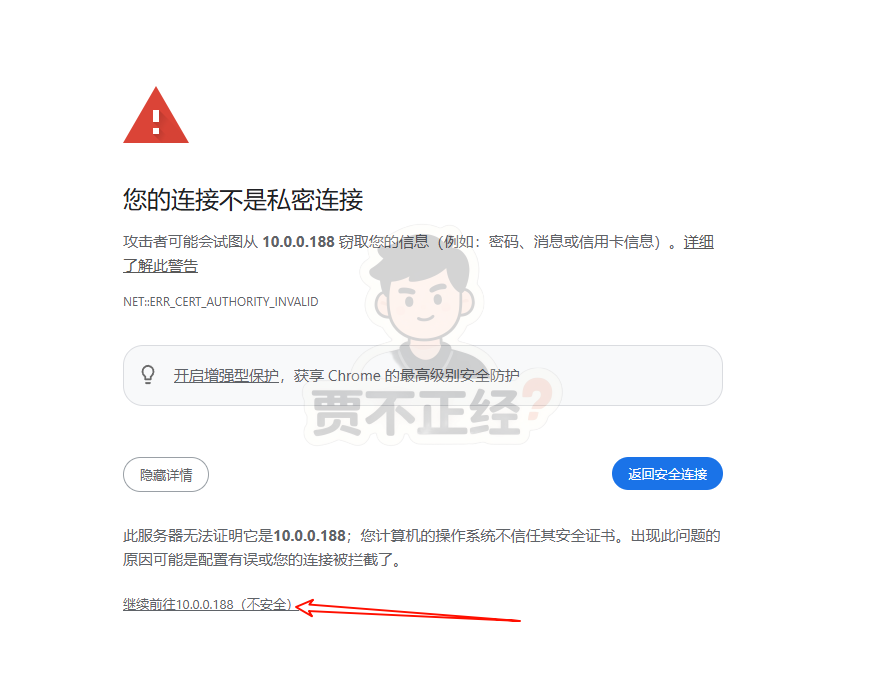 您的连接不是私密连接
攻击者可能会试图从 10.0.0.188 窃取您的信息（例如：密码、消息或信用卡信息）。详细
了解此警告
NET::ERR_CERT_AUTHORITY_INVALID
开启增强型保护，获享 Chrome 的最高级别安全防护
贾不正经?
隐藏详情
返回安全连接
此服务器无法证明它是10.0.0.188；您计算机的操作系统不信任其安全证书。出现此问题的
原因可能是配置有误或您的连接被拦截了。
继续前往10.0.0.188（不安全）